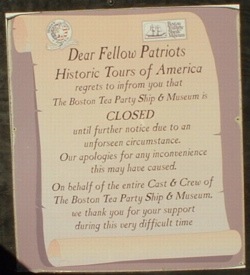 Dear Fellow Patriots
Historic Tours of America
regrets to infrom you that
The Boston Tea Party Ship & Museum is
CLOSED
until further notice due to an
unforseen circumstance.
Our apologies for any inconvenience
this may have caused.
On behalf of the entire Cast & Crew of
The Boston Tea Party Ship & Museum,
we thank you for your support
during this very difficult time